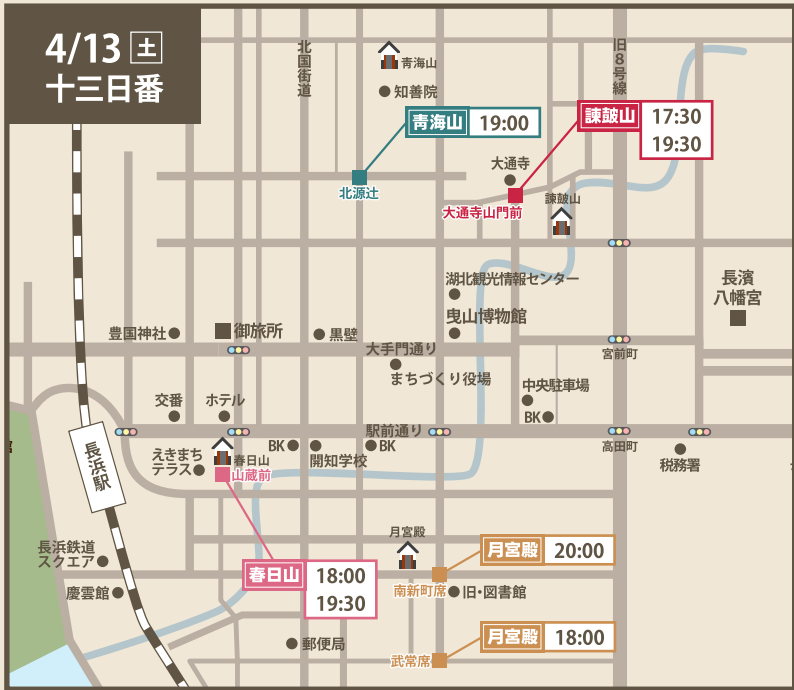 4/13 土
十三日番
北国街道
旧8号線
靑海山
知善院
靑海山 19:00
諫皷山 17:30
19:30
大通寺
北源辻
大通寺山門前
諫皷山
湖北観光情報センター
長濱
八幡宮
曳山博物館
豊国神社
御旅所
黒壁
大手門通り
宮前町
まちづくり役場
中央駐車場
交番
ホテル
BK
駅前通り
長浜駅
えきまち
テラス
春日山
山蔵前
BK
開知学校
BK
高田町
税務署
月宮殿
月宮殿 20:00
長浜鉄道
スクエア
慶雲館
春日山 18:00
19:30
南新町席
旧・図書館
郵便局
月宮殿 18:00
武常席